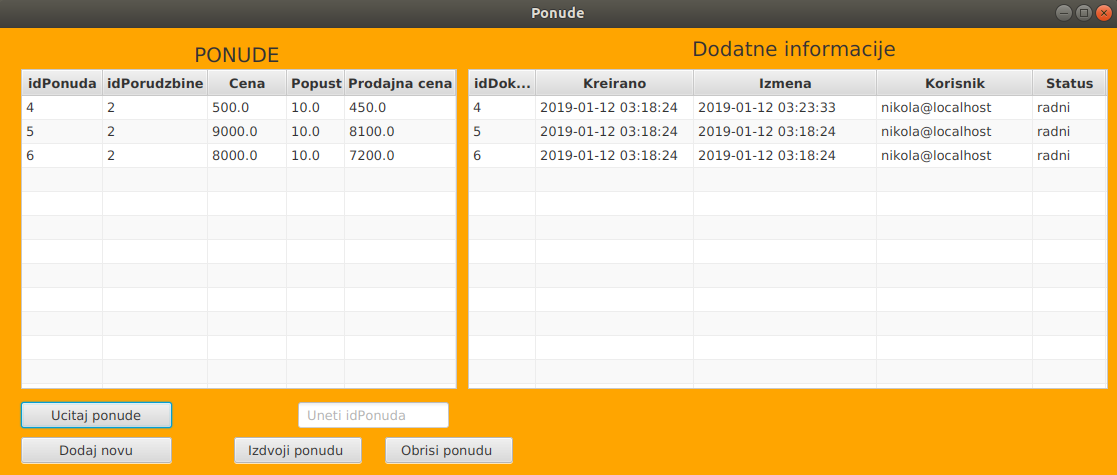 Ponude
PONUDE
idPonuda idPorudzbine Cena Popust Prodajna cena
4 2 500.0 10.0 450.0
5 2 9000.0 10.0 8100.0
6 2 8000.0 10.0 7200.0
Dodatne informacije
idDok... Kreirano Izmena Korisnik Status
4 2019-01-12 03:18:24 2019-01-12 03:23:33 nikola@localhost radni
5 2019-01-12 03:18:24 2019-01-12 03:18:24 nikola@localhost radni
6 2019-01-12 03:18:24 2019-01-12 03:18:24 nikola@localhost radni
Ucitaj ponude Uneti idPonuda
Dodaj novu Izdvoji ponudu Obrisi ponudu